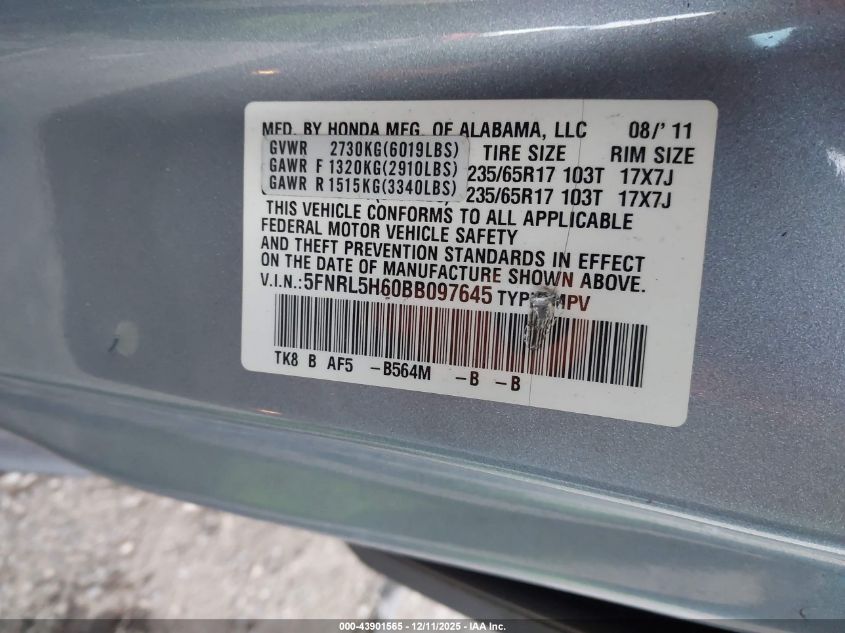 MFD. BY HONDA MFG. OF ALABAMA, LLC 08/'11
GVWR 2730KG(6019LBS) TIRE SIZE RIM SIZE
GAWR F 1320KG(2910LBS) 235/65R17 103T 17X7J
GAWR R 1515KG(3340LBS) 235/65R17 103T 17X7J
THIS VEHICLE CONFORMS TO ALL APPLICABLE
FEDERAL MOTOR VEHICLE SAFETY
AND THEFT PREVENTION STANDARDS IN EFFECT
ON THE DATE OF MANUFACTURE SHOWN ABOVE.
V.I.N.:5FNRL5H60BB097645 TYPE: MPV
TK8 B AF5 -B564M -B -B
000-43901565 - 12/11/2025 - IAA Inc.